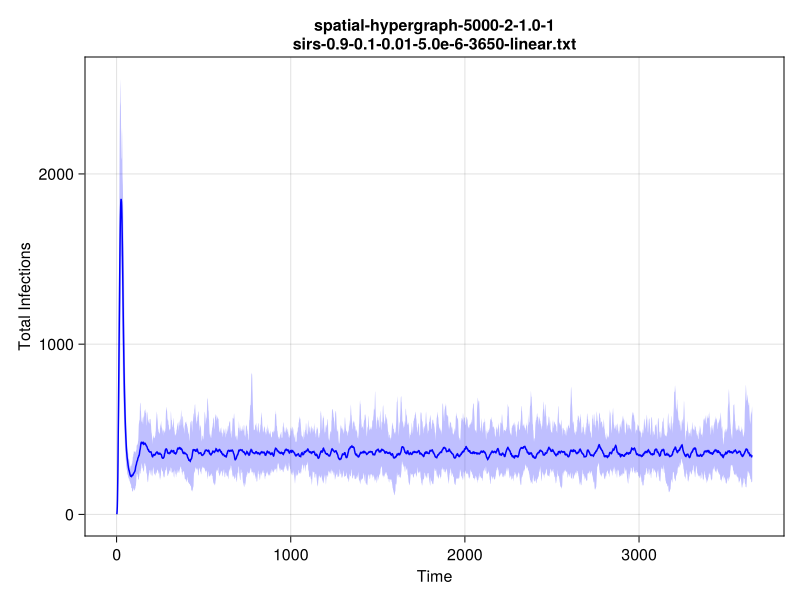 spatial-hypergraph-5000-2-1.0-1
sirs-0.9-0.1-0.01-5.0e-6-3650-linear.txt
Total Infections
2000
1000
0
0
1000
2000
3000
Time